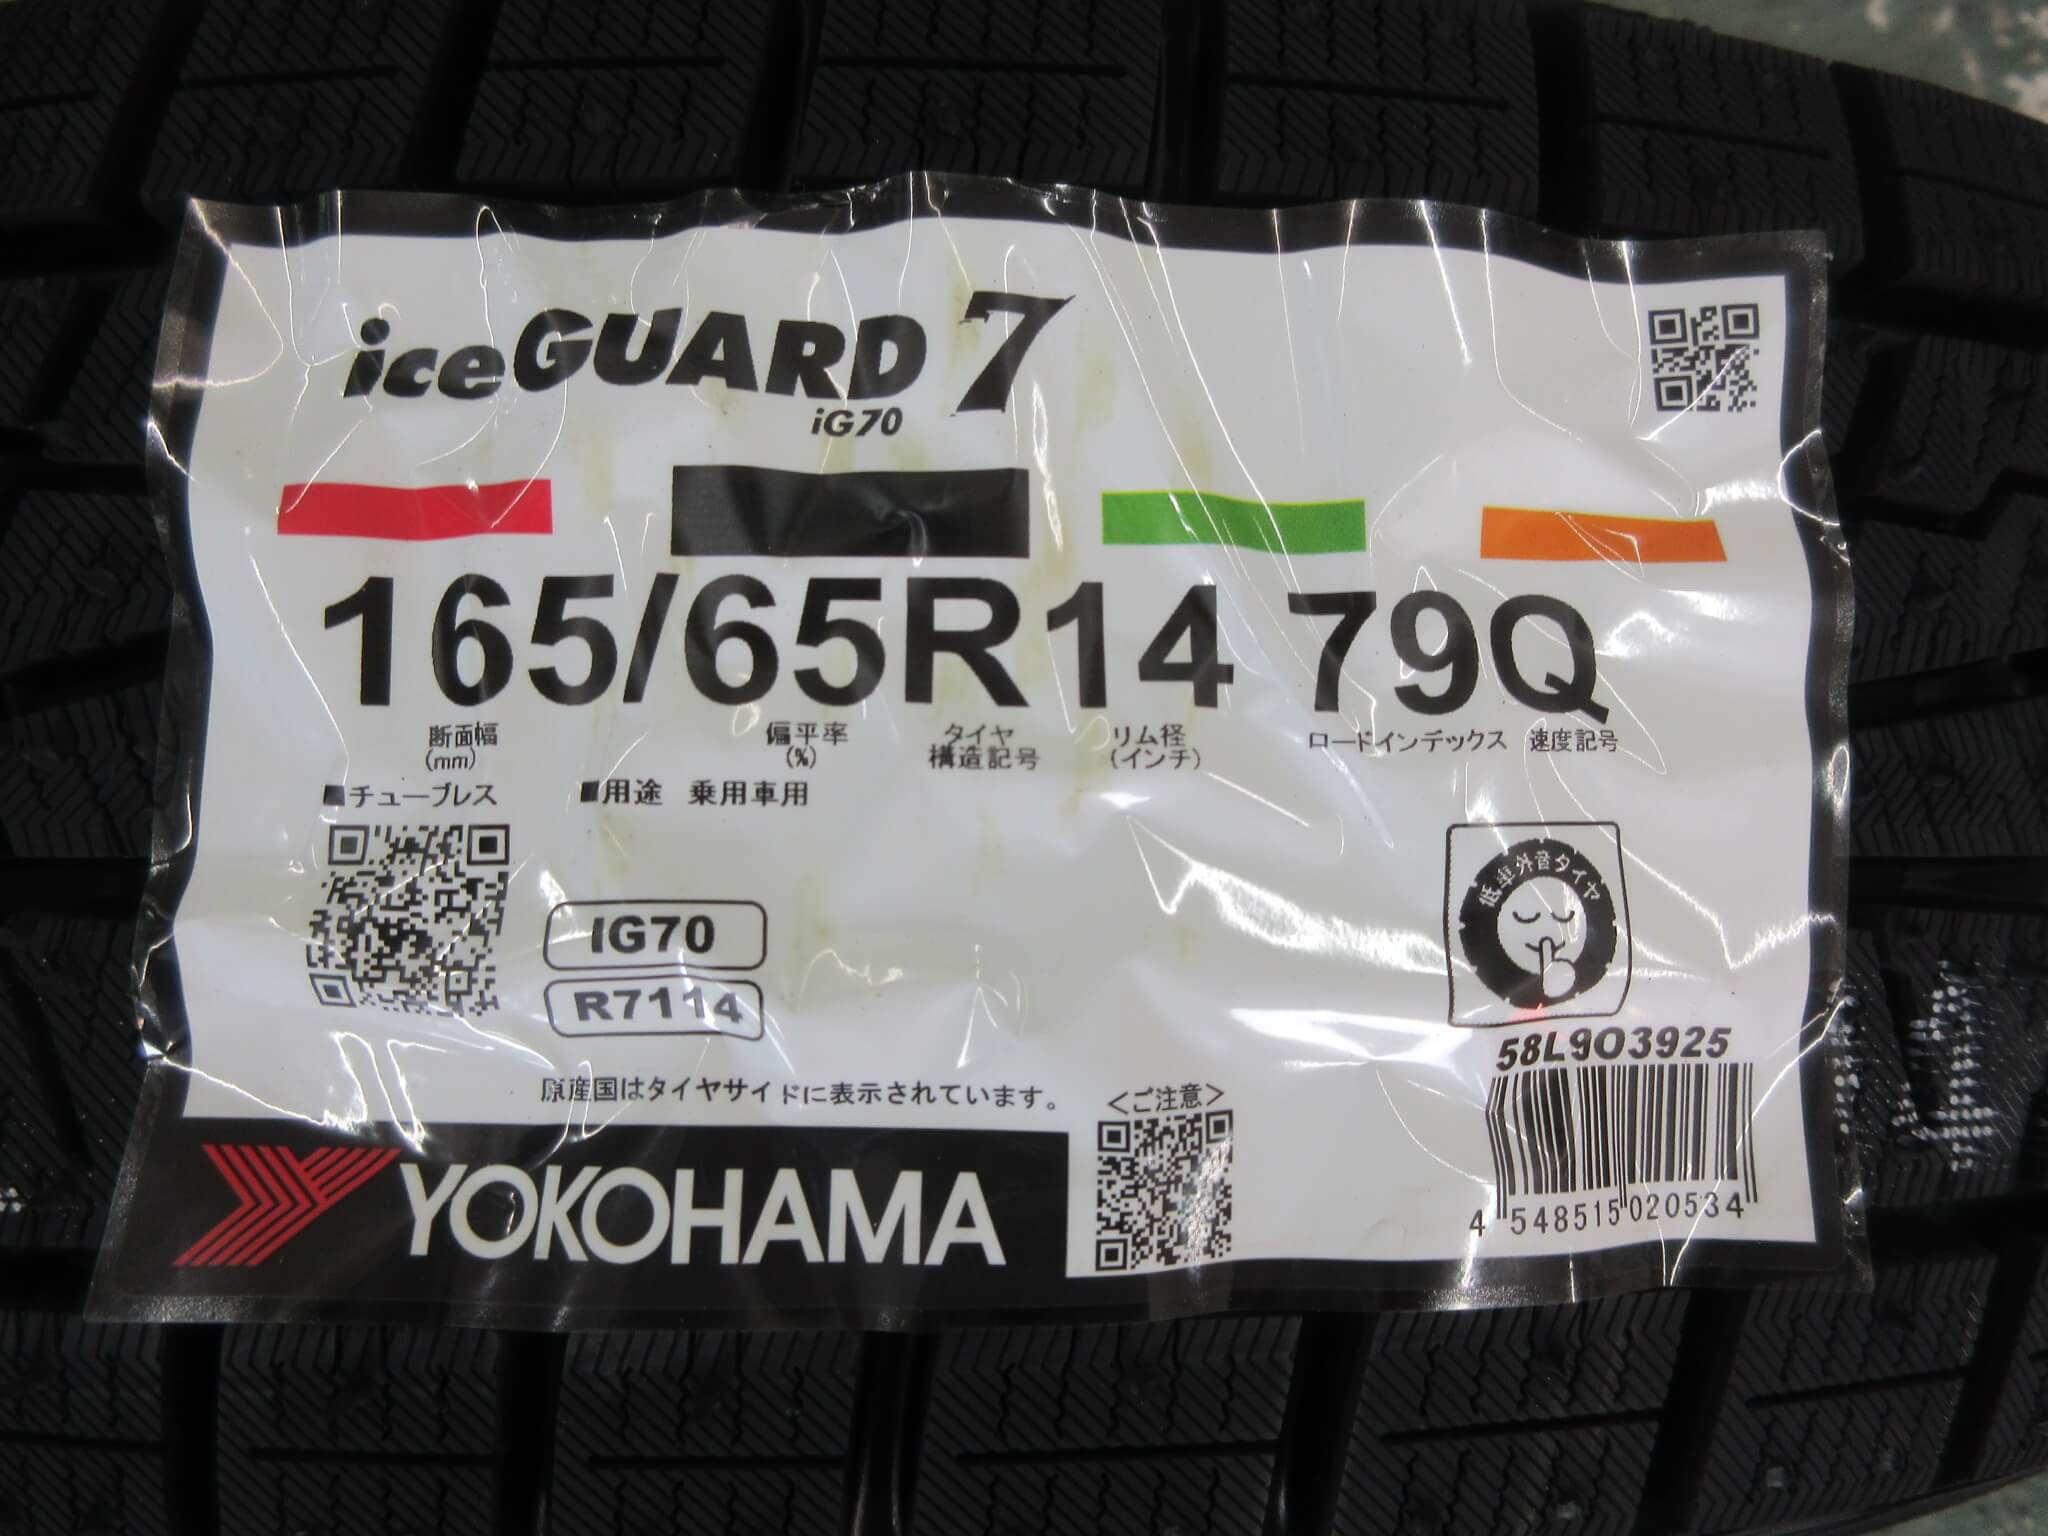 iceGUARD 7
iG70
165/65R14 79Q
断面幅 (mm) 偏平率 (%) タイヤ構造記号 リム径 (インチ) ロードインデックス 速度記号
■チューブレス ■用途 乗用車用
低車外音タイヤ
IG70
R7114
58L9O3925
原産国はタイヤサイドに表示されています。
<ご注意>
YOKOHAMA
4 548515 020534